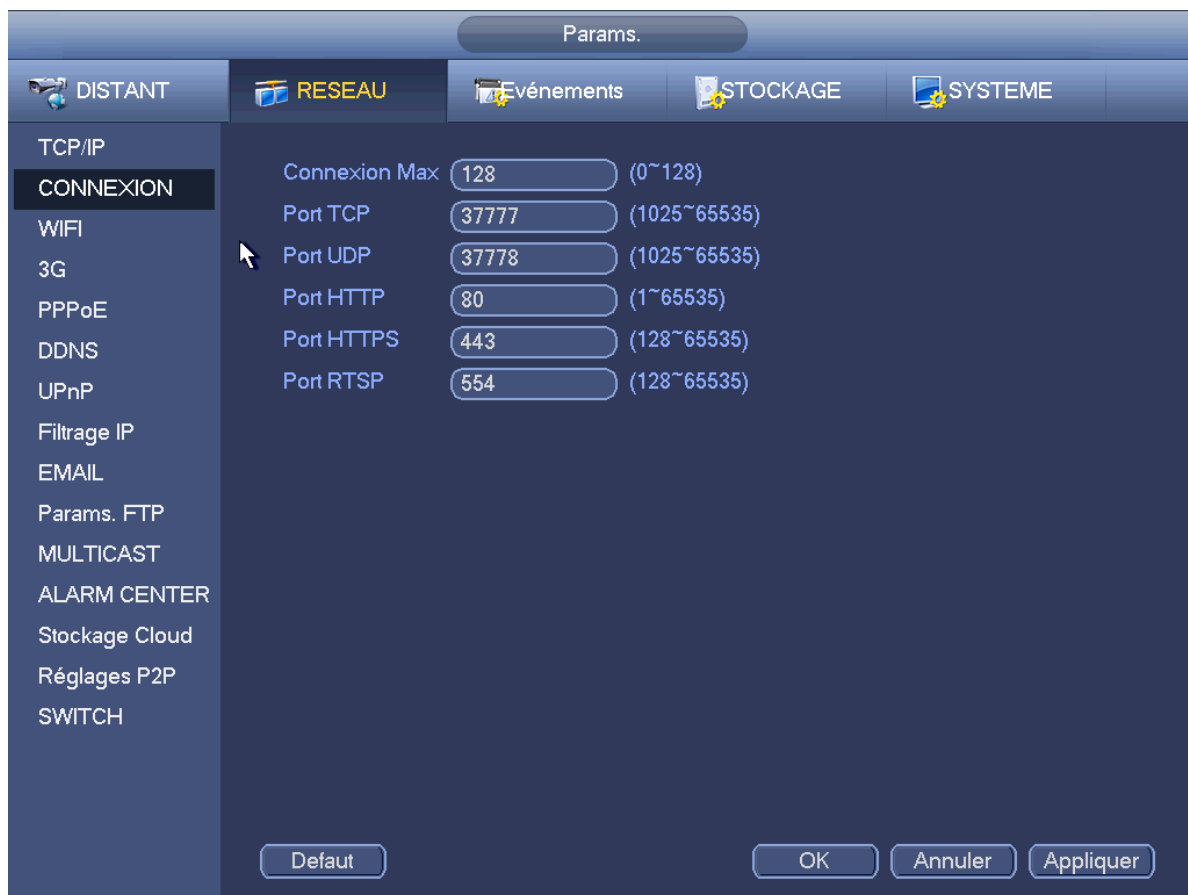 Params.
DISTANT
RESEAU
Evénements
STOCKAGE
SYSTEME
TCP/IP
CONNEXION
WIFI
3G
PPPoE
DDNS
UPnP
Filtrage IP
EMAIL
Params. FTP
MULTICAST
ALARM CENTER
Stockage Cloud
Réglages P2P
SWITCH
Connexion Max 128 (0~128)
Port TCP 37777 (1025~65535)
Port UDP 37778 (1025~65535)
Port HTTP 80 (1~65535)
Port HTTPS 443 (128~65535)
Port RTSP 554 (128~65535)
Defaut OK Annuler Appliquer